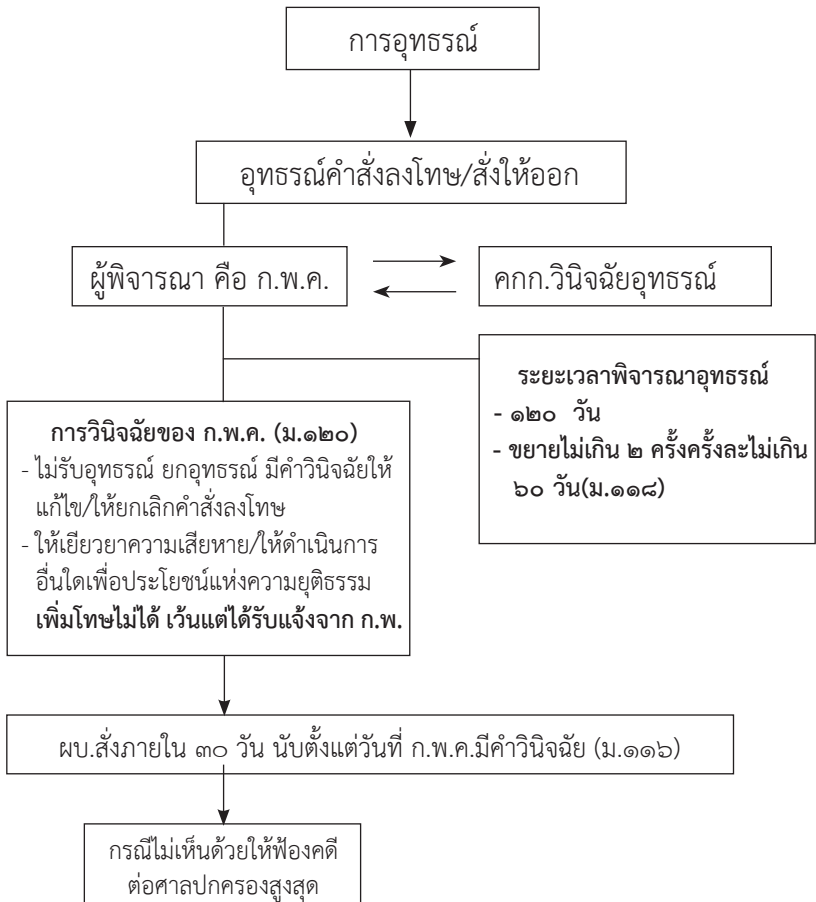 การอุทธรณ์
อุทธรณ์คำสั่งลงโทษ/สั่งให้ออก
ผู้พิจารณา คือ ก.พ.ค.
คกก.วินิจฉัยอุทธรณ์
ระยะเวลาพิจารณาอุทธรณ์
- ๑๒๐ วัน
- ขยายไม่เกิน ๒ ครั้งครั้งละไม่เกิน
๖๐ วัน(ม.๑๑๘)
การวินิจฉัยของ ก.พ.ค. (ม.๑๒๐)
- ไม่รับอุทธรณ์ ยกอุทธรณ์ มีคำวินิจฉัยให้
แก้ไข/ให้ยกเลิกคำสั่งลงโทษ
- ให้เยียวยาความเสียหาย/ให้ดำเนินการ
อื่นใดเพื่อประโยชน์แห่งความยุติธรรม
เพิ่มโทษไม่ได้ เว้นแต่ได้รับแจ้งจาก ก.พ.
ผบ.สั่งภายใน ๓๐ วัน นับตั้งแต่วันที่ ก.พ.ค.มีคำวินิจฉัย (ม.๑๑๖)
กรณีไม่เห็นด้วยให้ฟ้องคดี
ต่อศาลปกครองสูงสุด